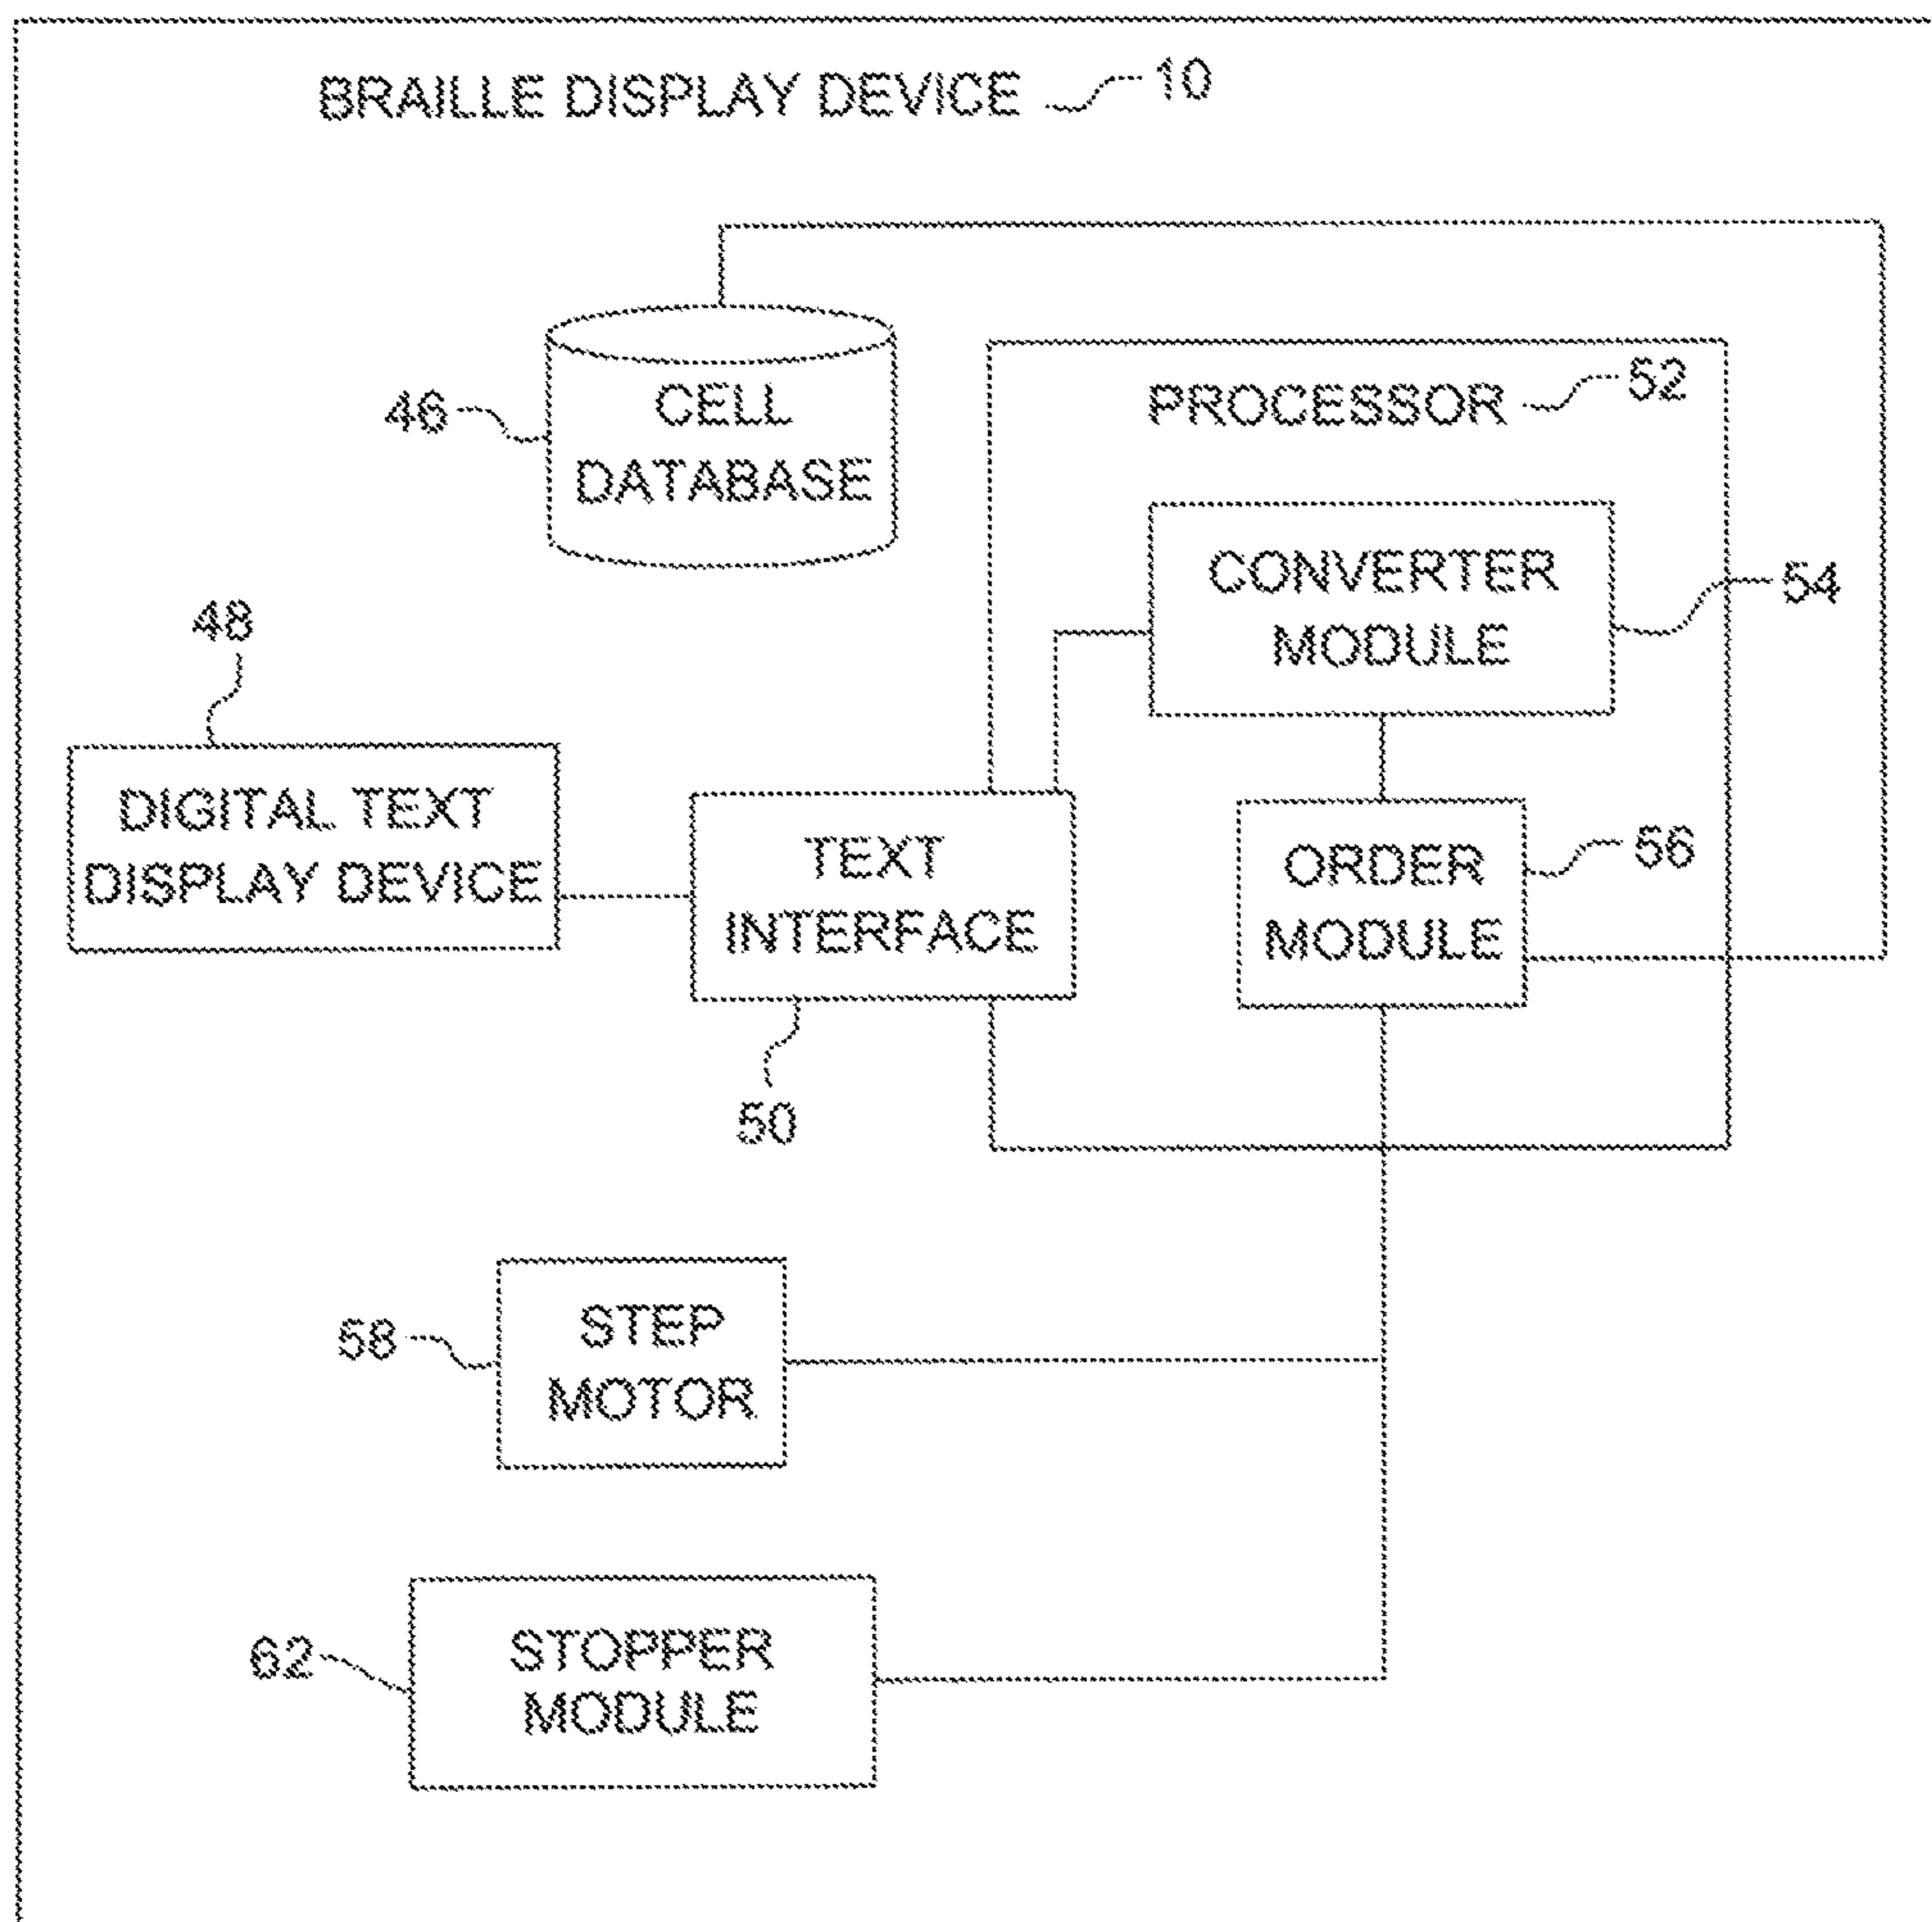 BRAILLE DISPLAY DEVICE 10
46
CELL
DATABASE
PROCESSOR 52
CONVERTER
MODULE
54
48
DIGITAL TEXT
DISPLAY DEVICE
TEXT
INTERFACE
50
ORDER
MODULE
56
58
STEP
MOTOR
62
STOPPER
MODULE